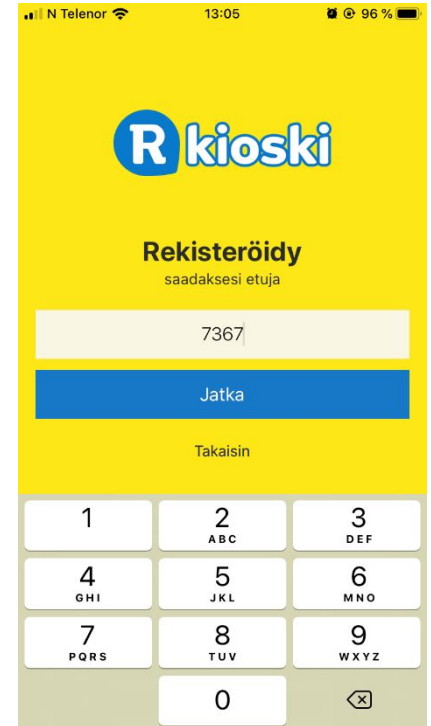 N Telenor 13:05 96 %
R kioski
Rekisteröidy
saadaksesi etuja
7367
Jatka
Takaisin
1 2 3
ABC DEF
4 5 6
GHI JKL MNO
7 8 9
PQRS TUV WXYZ
0